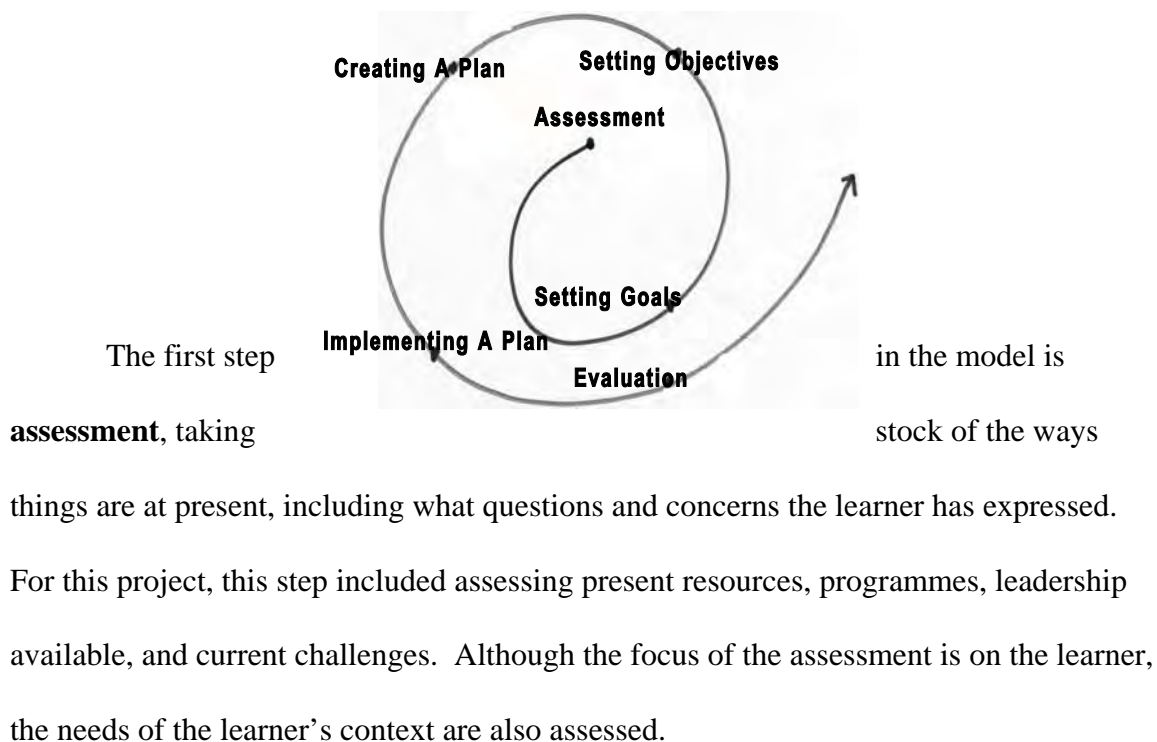 Creating A Plan
Setting Objectives
Assessment
Setting Goals
Implementing A Plan
Evaluation
The first step in the model is
assessment, taking stock of the ways
things are at present, including what questions and concerns the learner has expressed.
For this project, this step included assessing present resources, programmes, leadership
available, and current challenges.  Although the focus of the assessment is on the learner,
the needs of the learner’s context are also assessed.